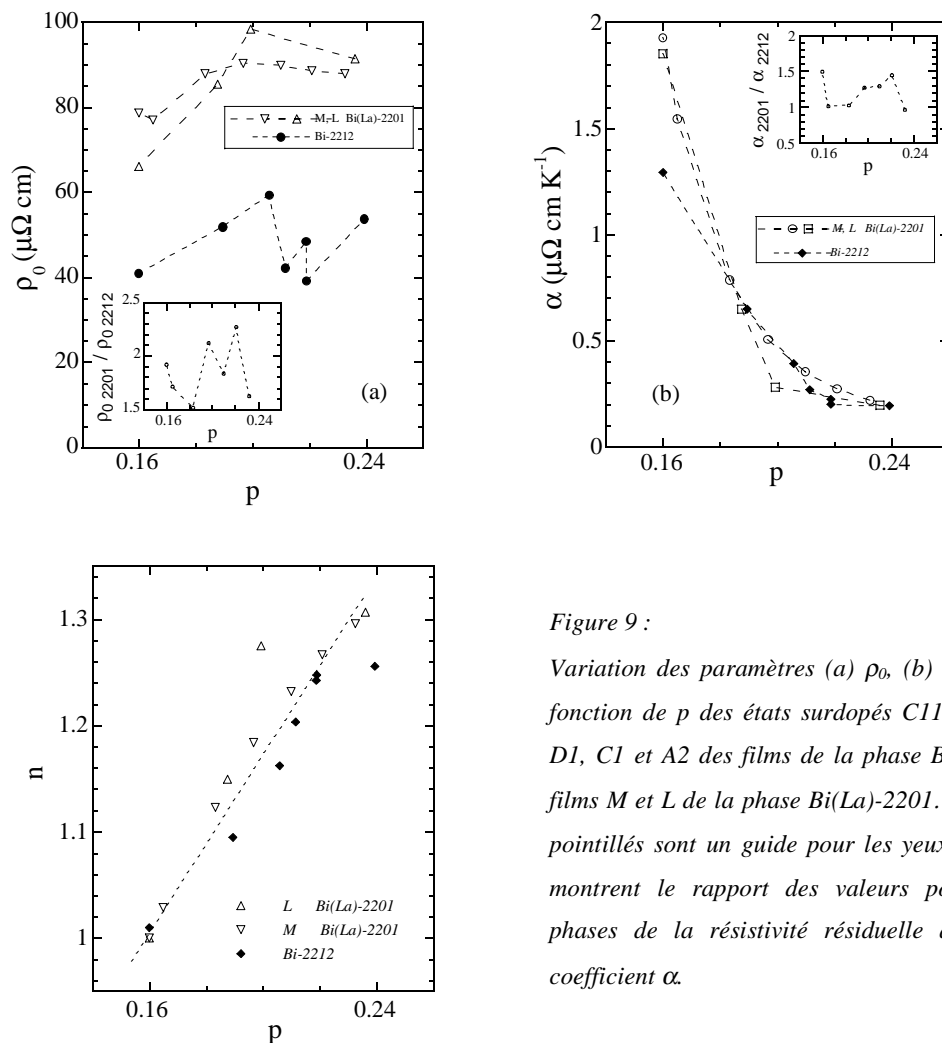 100
80
60
40
20
0
ρ0 (μΩ cm)
0.16
0.24
p
M, L Bi(La)-2201
Bi-2212
(a)
2.5
2
1.5
ρ0 2201 / ρ0 2212
0.16
0.24
p
2
1.5
1
0.5
0
α (μΩ cm K-1)
0.16
0.24
p
M, L Bi(La)-2201
Bi-2212
(b)
2
1.5
1
0.5
α 2201 / α 2212
0.16
0.24
p
1.3
1.2
1.1
1
n
0.16
0.24
p
L Bi(La)-2201
M Bi(La)-2201
Bi-2212
Figure 9 :
Variation des paramètres (a) ρ0, (b)
fonction de p des états surdopés C11
D1, C1 et A2 des films de la phase B
films M et L de la phase Bi(La)-2201.
pointillés sont un guide pour les yeux
montrent le rapport des valeurs po
phases de la résistivité résiduelle
coefficient α.